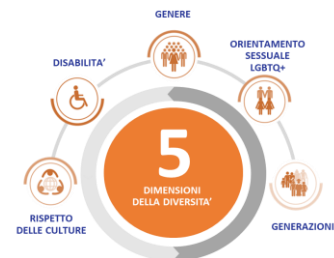 GENERE
DISABILITA'
ORIENTAMENTO
SESSUALE
LGBTQ+
5
DIMENSIONI
DELLA DIVERSITA'
RISPETTO
DELLE CULTURE
GENERAZIONI